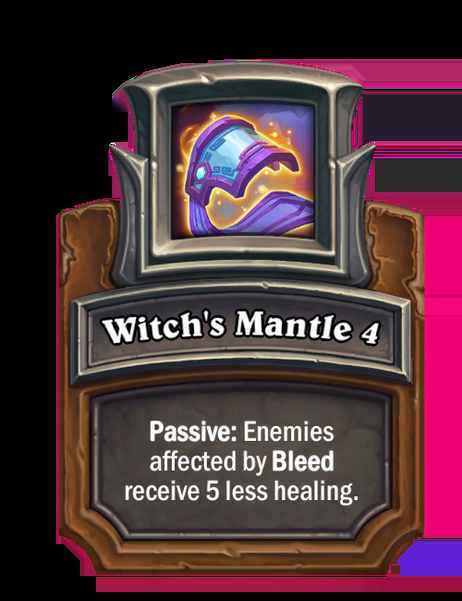 Witch's Mantle 4
Passive: Enemies
affected by Bleed
receive 5 less healing.